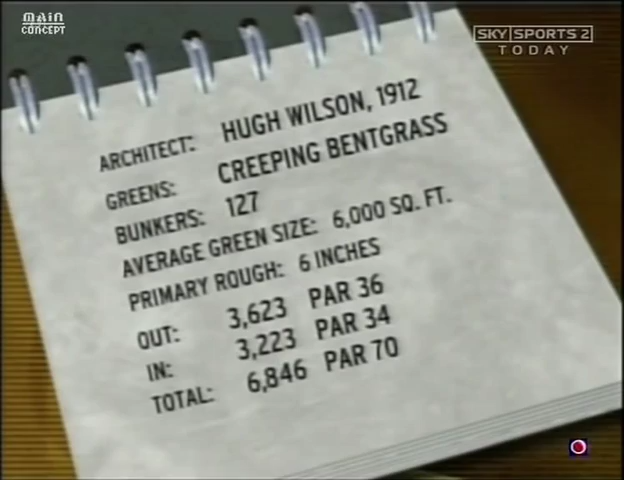 MAIN
CONCEPT
SKY SPORTS 2
TODAY
ARCHITECT: HUGH WILSON, 1912
GREENS: CREEPING BENTGRASS
BUNKERS: 127
AVERAGE GREEN SIZE: 6,000 SQ. FT.
PRIMARY ROUGH: 6 INCHES
OUT: 3,623 PAR 36
IN: 3,223 PAR 34
TOTAL: 6,846 PAR 70